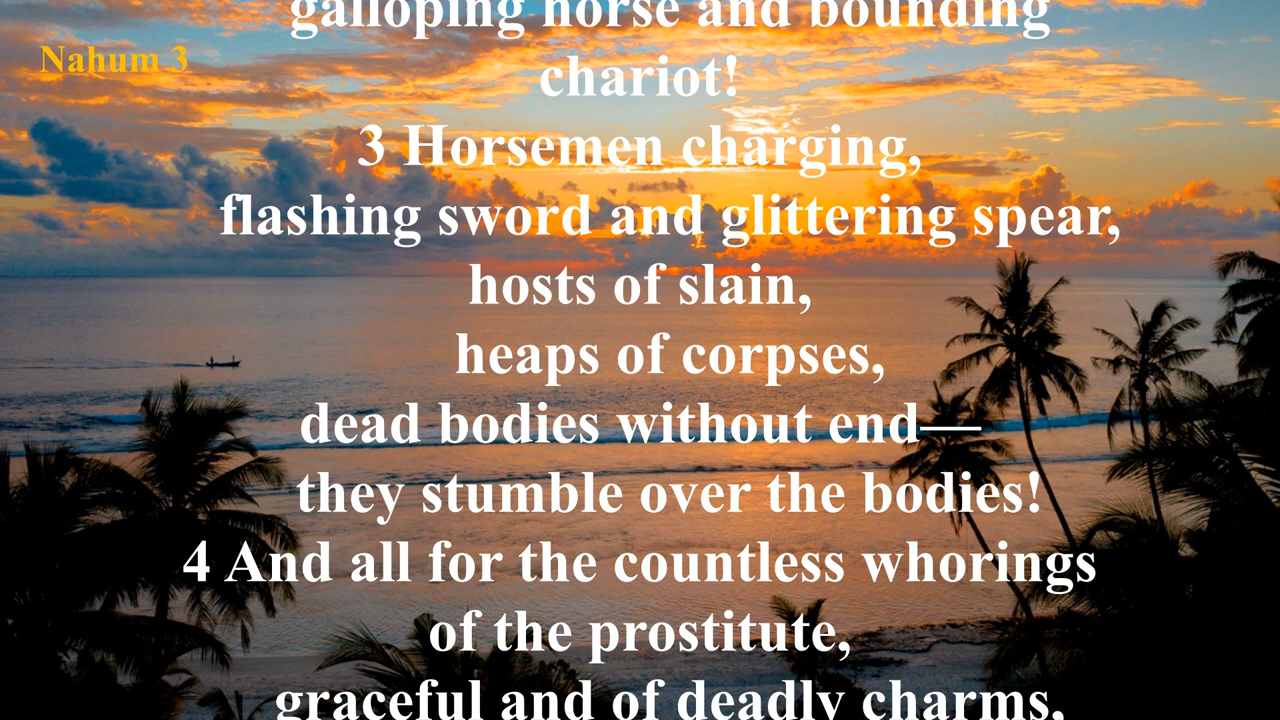 galloping horse and bounding
Nahum 3
chariot!
3 Horsemen charging,
flashing sword and glittering spear,
hosts of slain,
heaps of corpses,
dead bodies without end—
they stumble over the bodies!
4 And all for the countless whorings
of the prostitute,
graceful and of deadly charms,